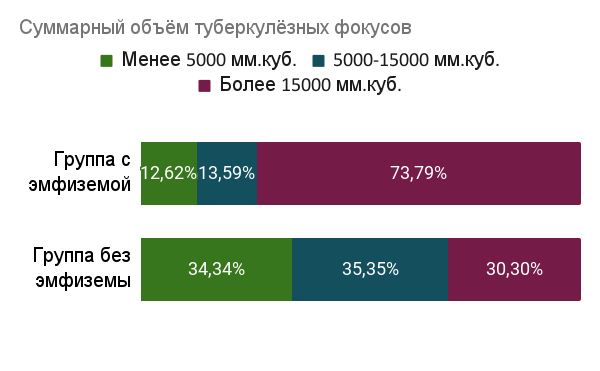 Суммарный объём туберкулёзных фокусов
Менее 5000 мм.куб. 5000-15000 мм.куб.
Более 15000 мм.куб.
Группа с
эмфиземой
12,62% 13,59% 73,79%
Группа без
эмфиземы
34,34% 35,35% 30,30%